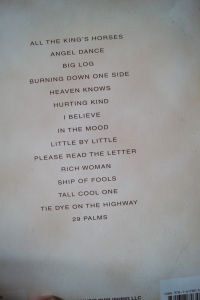 ALL THE KING'S HORSES
ANGEL DANCE
BIG LOG
BURNING DOWN ONE SIDE
HEAVEN KNOWS
HURTING KIND
I BELIEVE
IN THE MOOD
LITTLE BY LITTLE
PLEASE READ THE LETTER
RICH WOMAN
SHIP OF FOOLS
TALL COOL ONE
TIE DYE ON THE HIGHWAY
29 PALMS
LLC